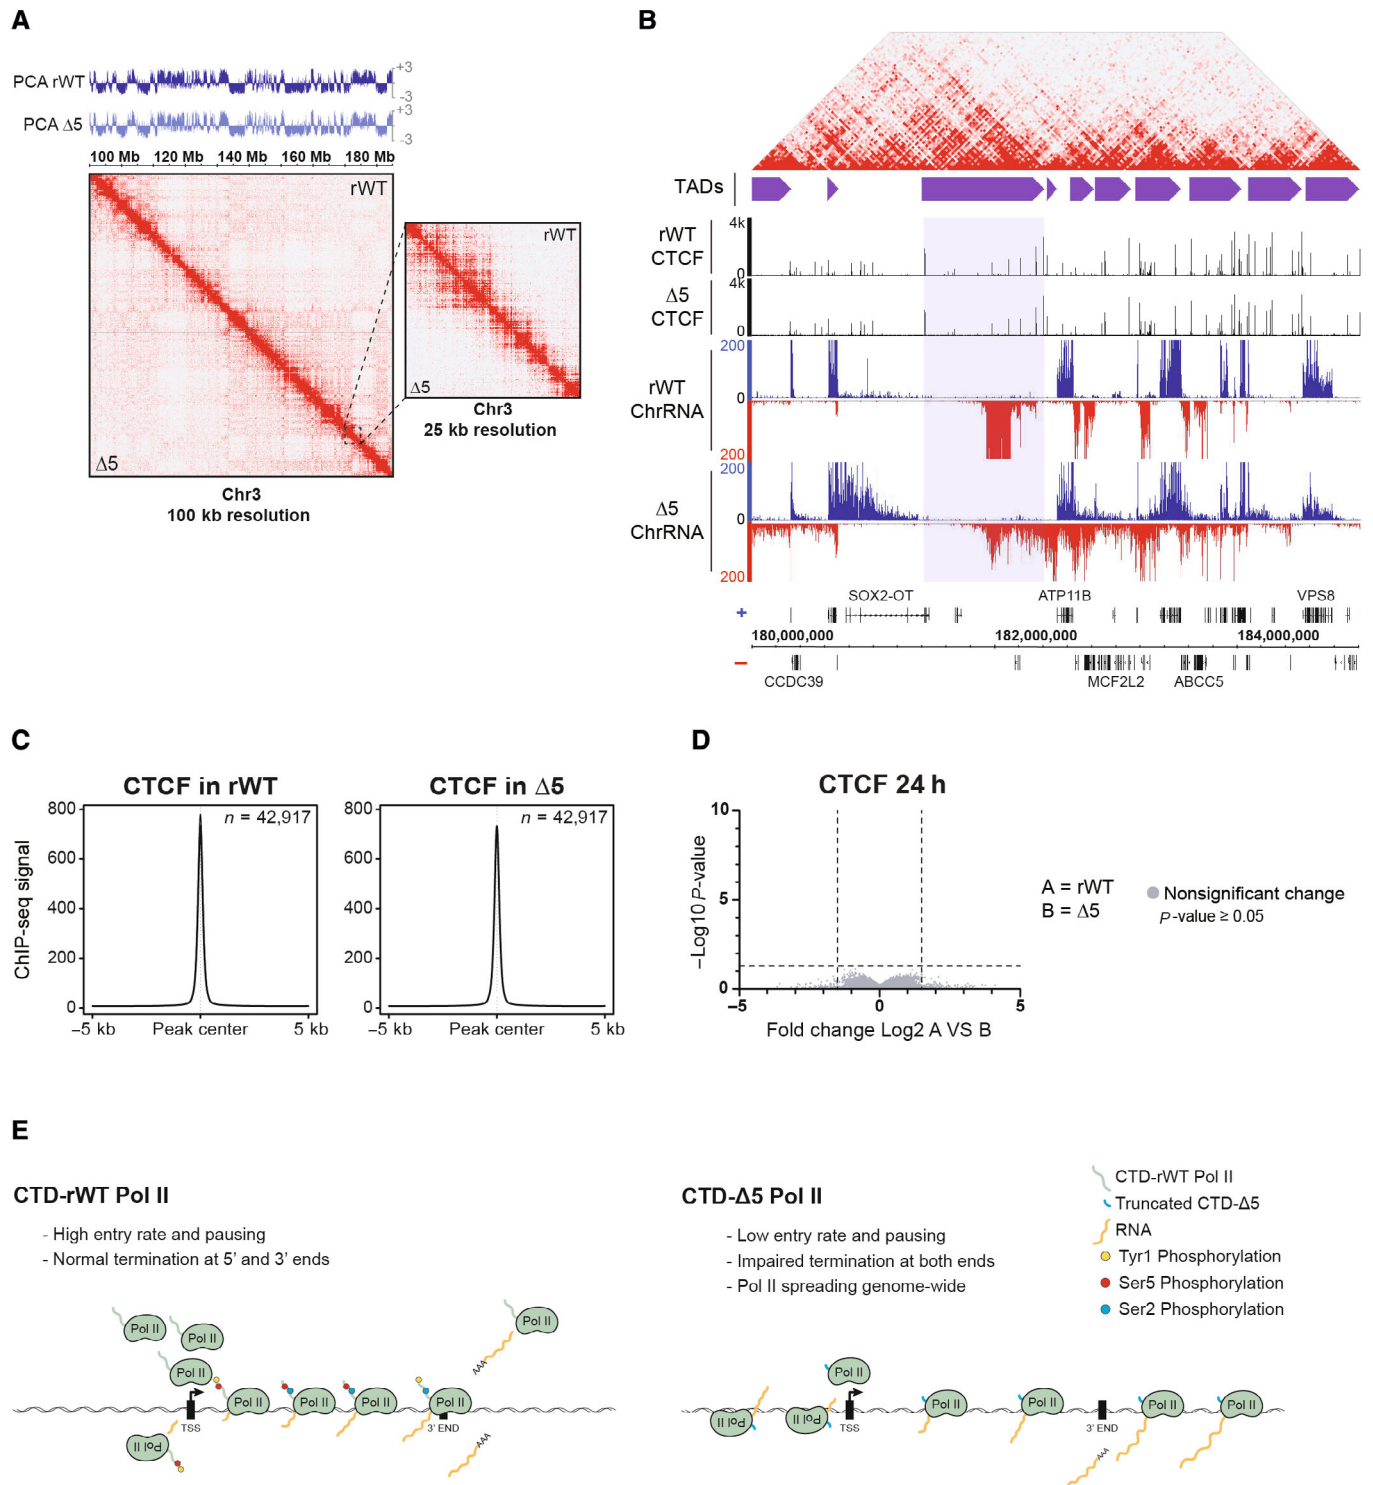 A
PCA rWT
+3
-3
PCA Δ5
+3
-3
100 Mb 120 Mb 140 Mb 160 Mb 180 Mb
rWT
Δ5
Chr3
100 kb resolution
rWT
Δ5
Chr3
25 kb resolution
B
TADs
rWT
CTCF
4k
0
Δ5
CTCF
4k
0
rWT
ChrRNA
200
0
200
Δ5
ChrRNA
200
0
200
SOX2-OT ATP11B VPS8
+
180,000,000 182,000,000 184,000,000
–
CCDC39 MCF2L2 ABCC5
C
CTCF in rWT
n = 42,917
ChIP-seq signal
800
600
400
200
0
–5 kb Peak center 5 kb
CTCF in Δ5
n = 42,917
800
600
400
200
0
–5 kb Peak center 5 kb
D
CTCF 24 h
–Log10 P-value
10
5
0
–5 0 5
Fold change Log2 A VS B
A = rWT
B = Δ5
Nonsignificant change
P-value ≥ 0.05
E
CTD-rWT Pol II
- High entry rate and pausing
- Normal termination at 5’ and 3’ ends
Pol II
Pol II
Pol II
Pol II
Pol II
Pol II
Pol II
Pol II
Pol II
AAA
AAA
TSS
3' END
CTD-Δ5 Pol II
- Low entry rate and pausing
- Impaired termination at both ends
- Pol II spreading genome-wide
Pol II
Pol II
Pol II
Pol II
Pol II
Pol II
Pol II
TSS
3' END
AAA
CTD-rWT Pol II
Truncated CTD-Δ5
RNA
Tyr1 Phosphorylation
Ser5 Phosphorylation
Ser2 Phosphorylation